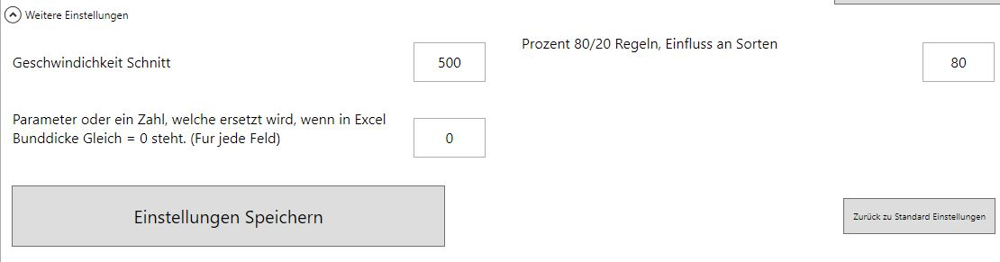 Weitere Einstellungen
Prozent 80/20 Regeln, Einfluss an Sorten
Geschwindichkeit Schnitt
500
80
Parameter oder ein Zahl, welche ersetzt wird, wenn in Excel
Bunddicke Gleich = 0 steht. (Fur jede Feld)
0
Einstellungen Speichern
Zurück zu Standard Einstellungen